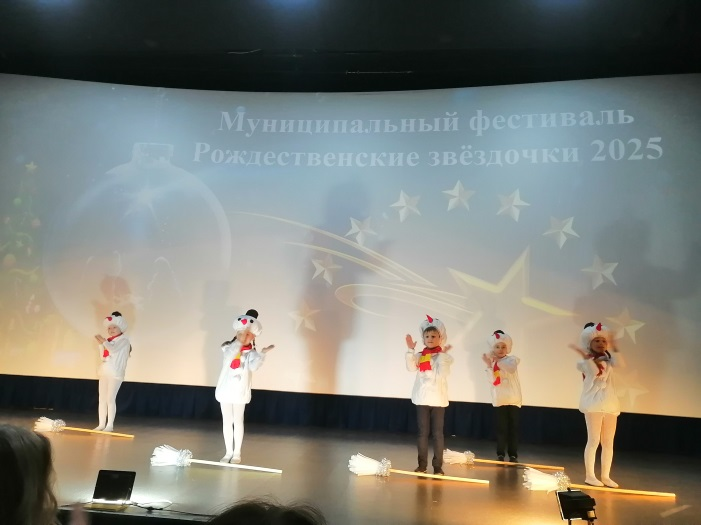 Муниципальный фестиваль
Рождественские звёздочки 2025